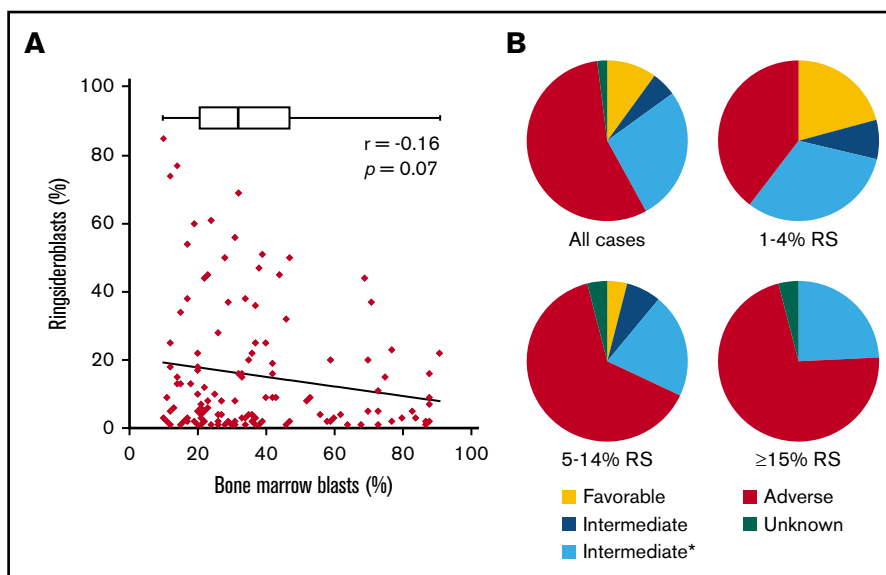 A
100
80
60
40
20
0
Ringsideroblasts (%)
r = -0.16
p = 0.07
0 20 40 60 80 100
Bone marrow blasts (%)
B
All cases
1-4% RS
5-14% RS
≥15% RS
Favorable
Intermediate
Intermediate*
Adverse
Unknown